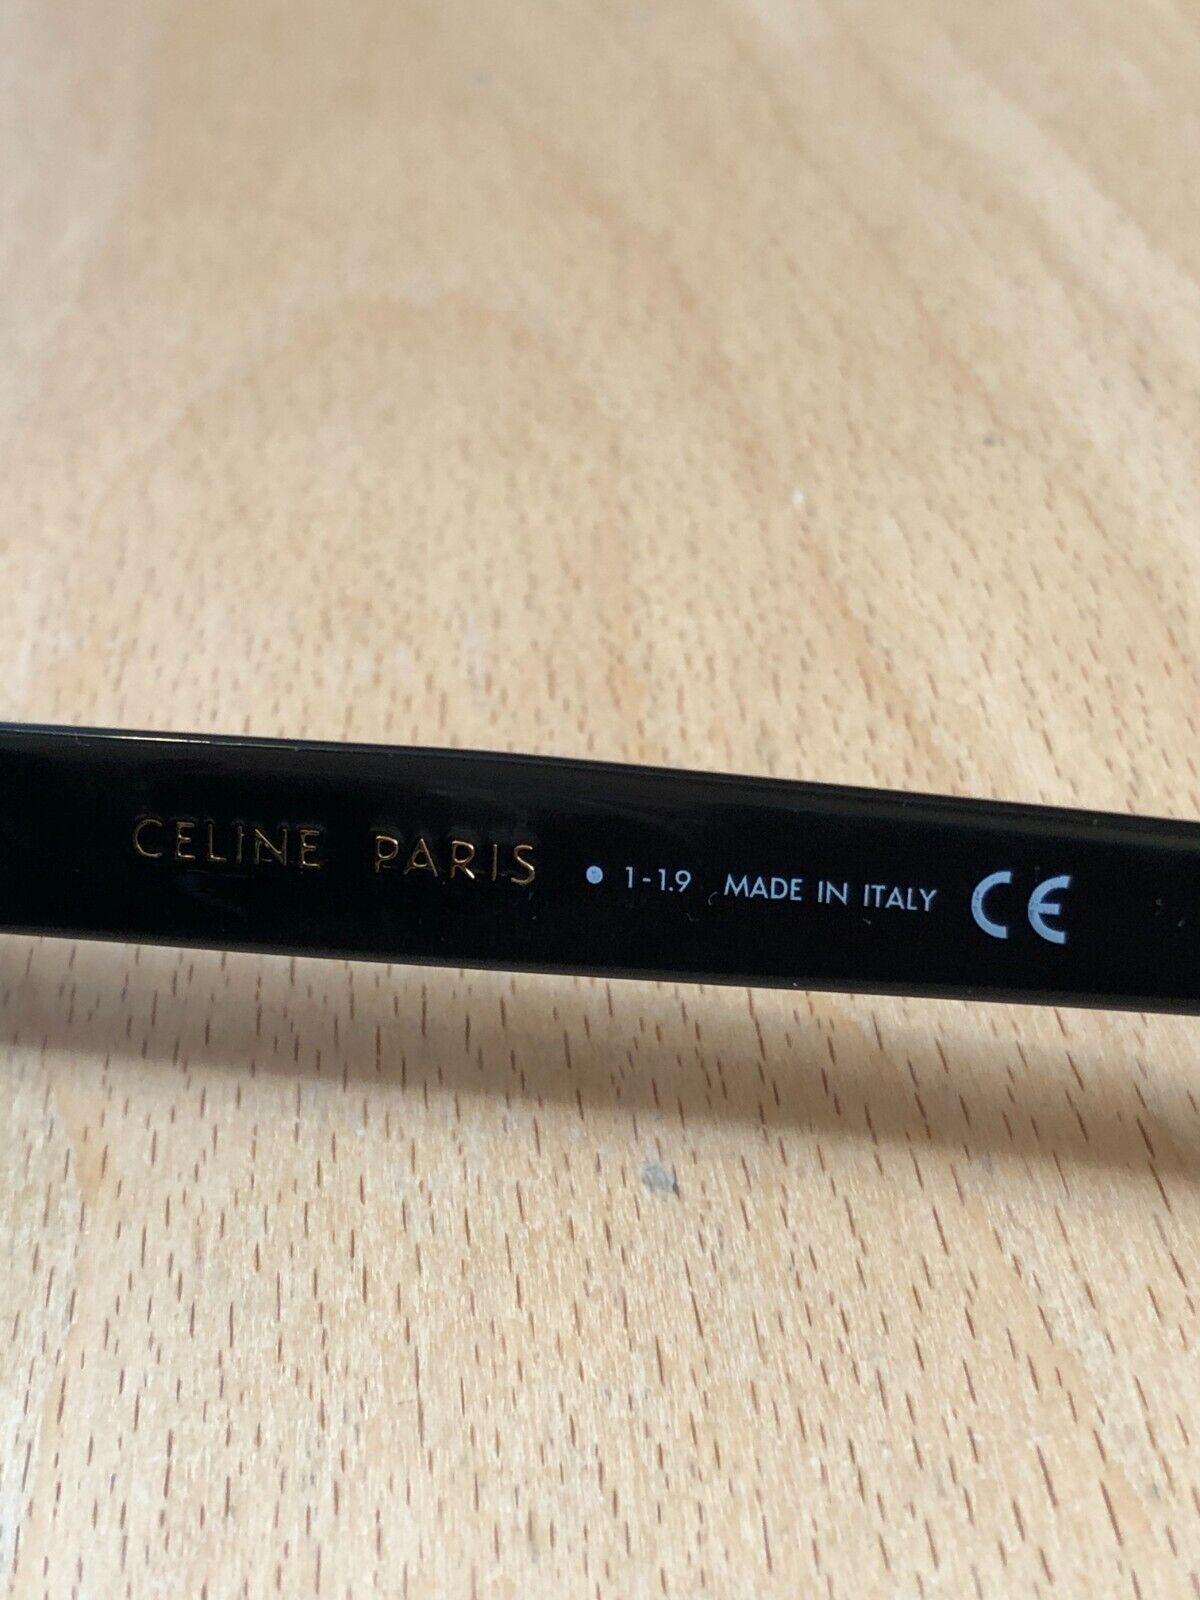 CELINE PARIS • 1-1.9 MADE IN ITALY CE